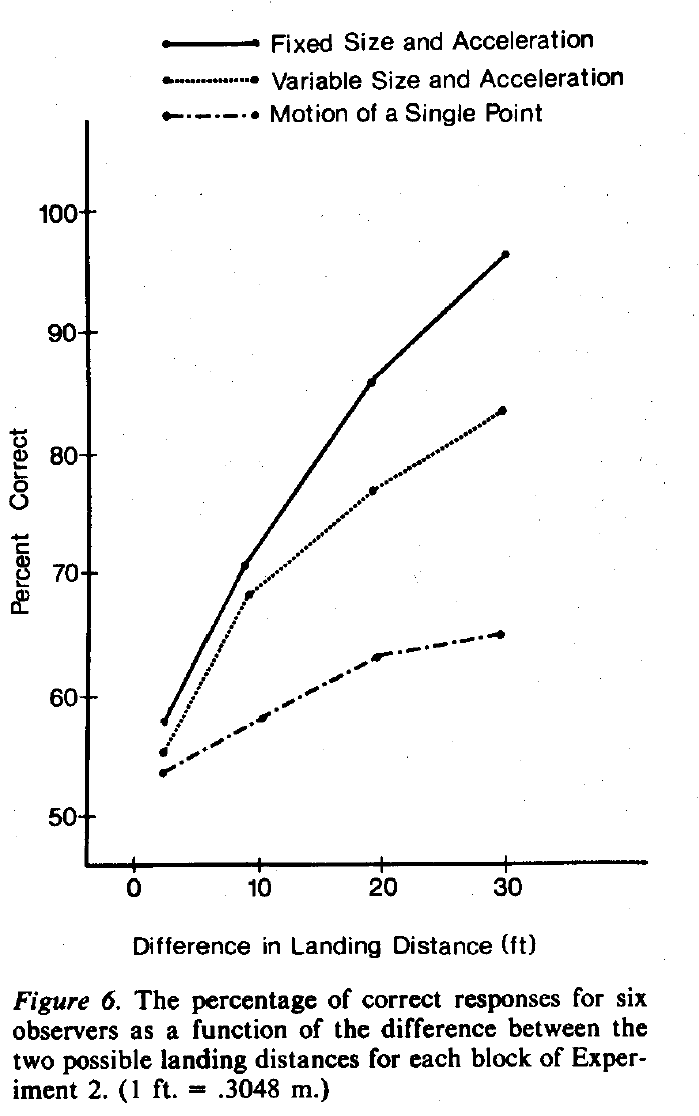 Fixed Size and Acceleration
Variable Size and Acceleration
Motion of a Single Point
100
90
80
70
60
50
Percent Correct
0 10 20 30
Difference in Landing Distance (ft)
Figure 6. The percentage of correct responses for six
observers as a function of the difference between the
two possible landing distances for each block of Exper-
iment 2. (1 ft. = .3048 m.)